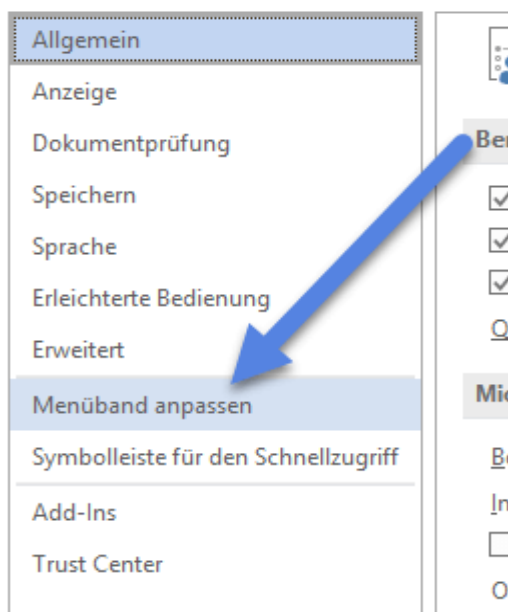 Allgemein
Anzeige
Dokumentprüfung
Speichern
Sprache
Erleichterte Bedienung
Erweitert
Menüband anpassen
Symbolleiste für den Schnellzugriff
Add-Ins
Trust Center